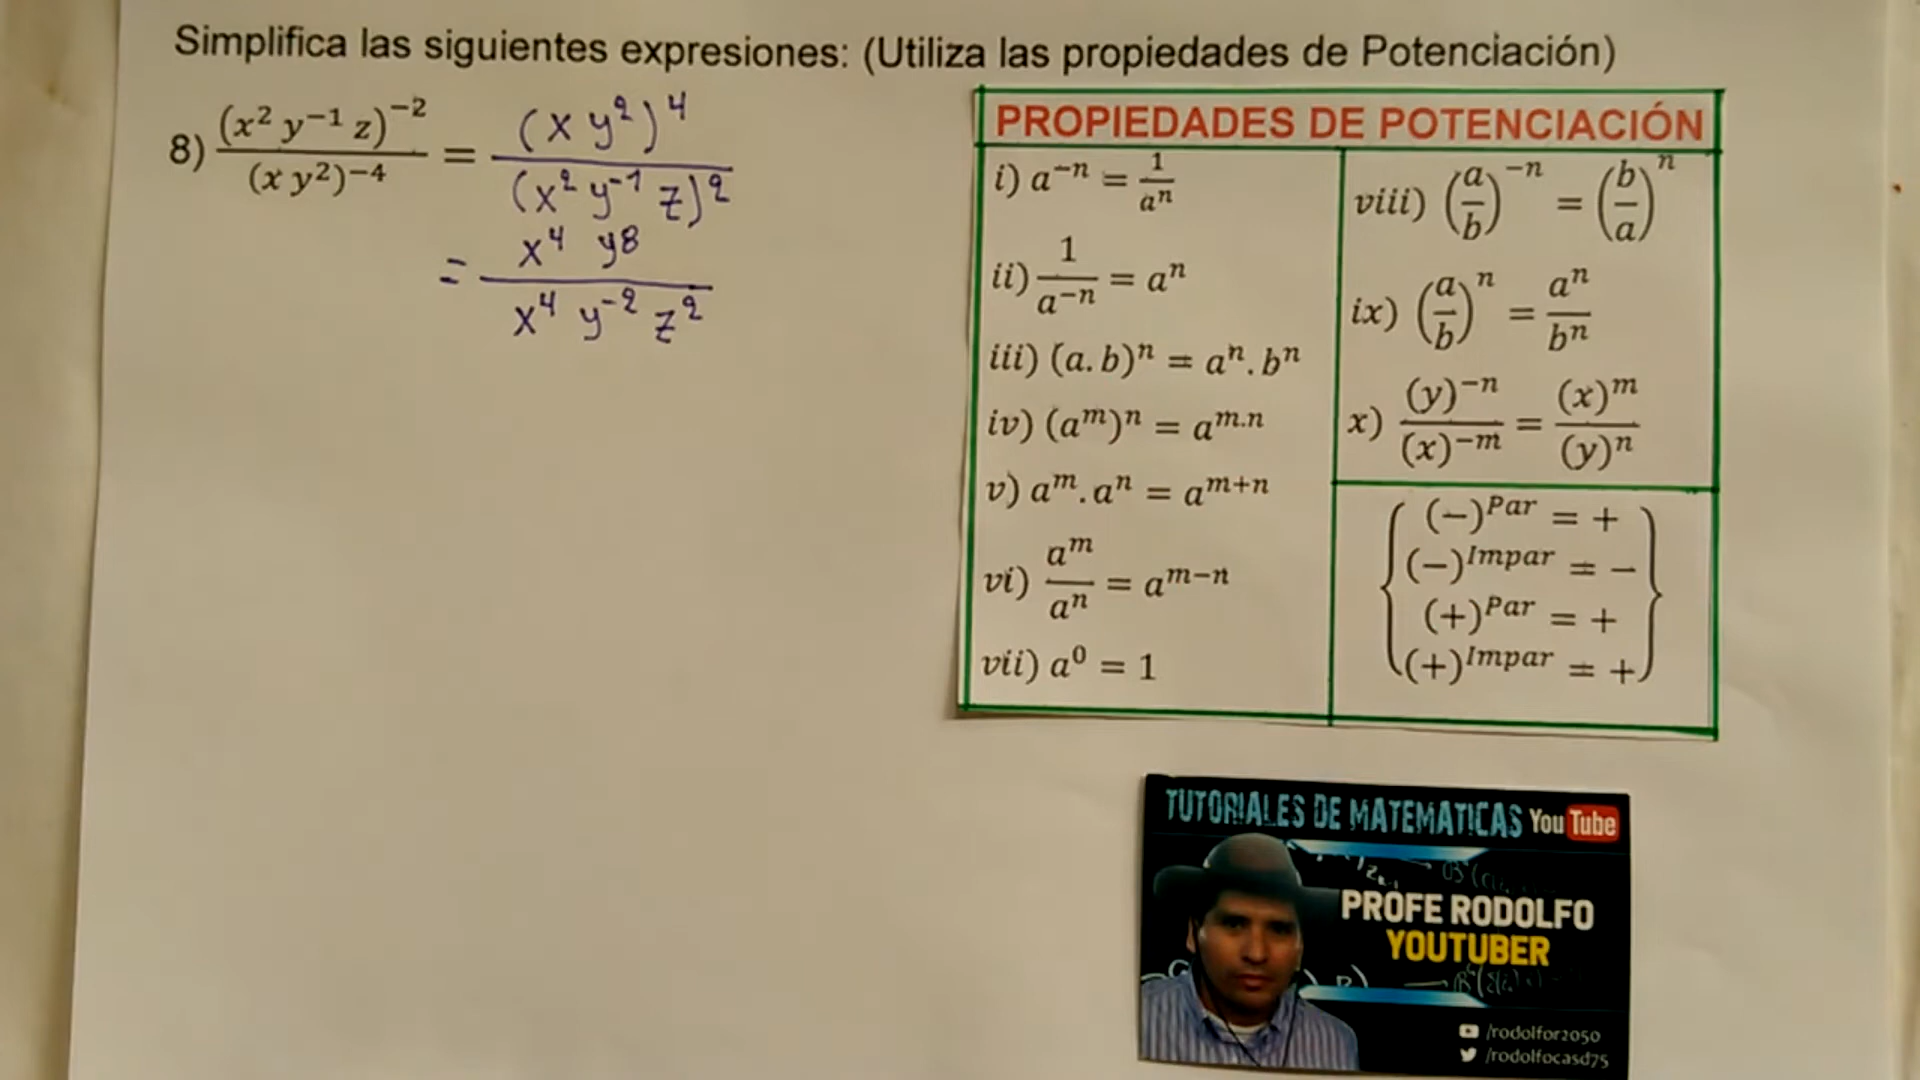 Simplifica las siguientes expresiones: (Utiliza las propiedades de Potenciación)
8) (x² y⁻¹ z)⁻² / (x y²)⁻⁴ = (x y²)⁴ / (x² y⁻¹ z)²
= x⁴ y8 / x⁴ y⁻² z²
PROPIEDADES DE POTENCIACIÓN
i) a⁻ⁿ = 1/aⁿ
ii) 1/a⁻ⁿ = aⁿ
iii) (a.b)ⁿ = aⁿ.bⁿ
iv) (aᵐ)ⁿ = aᵐ·ⁿ
v) aᵐ.aⁿ = aᵐ⁺ⁿ
vi) aᵐ/aⁿ = aᵐ⁻ⁿ
vii) a⁰ = 1
viii) (a/b)⁻ⁿ = (b/a)ⁿ
ix) (a/b)ⁿ = aⁿ/bⁿ
x) (y)⁻ⁿ/(x)⁻ᵐ = (x)ᵐ/(y)ⁿ
(−)^Par = +
(−)^Impar = −
(+)^Par = +
(+)^Impar = +
TUTORIALES DE MATEMATICAS YouTube
PROFE RODOLFO
YOUTUBER
/rodolfor2050
/rodolfocasd75